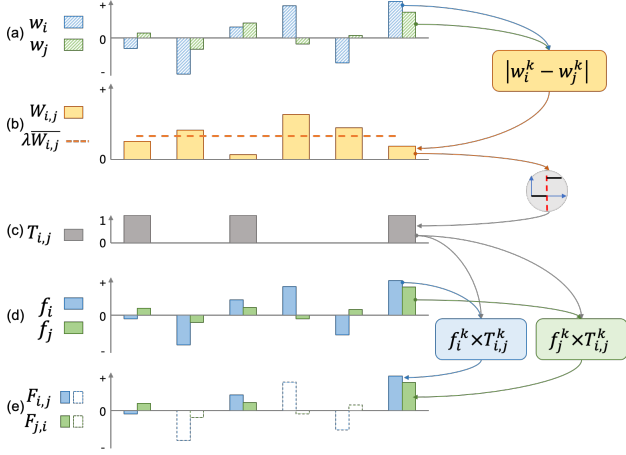 +
(a) w_i
w_j
0
-
|w_i^k − w_j^k|
+
(b) W_{i,j}
λ\overline{W_{i,j}}
0
1
(c) T_{i,j}
0
+
(d) f_i
f_j
0
-
f_i^k × T_{i,j}^k
f_j^k × T_{i,j}^k
+
(e) F_{i,j}
F_{j,i}
0
-